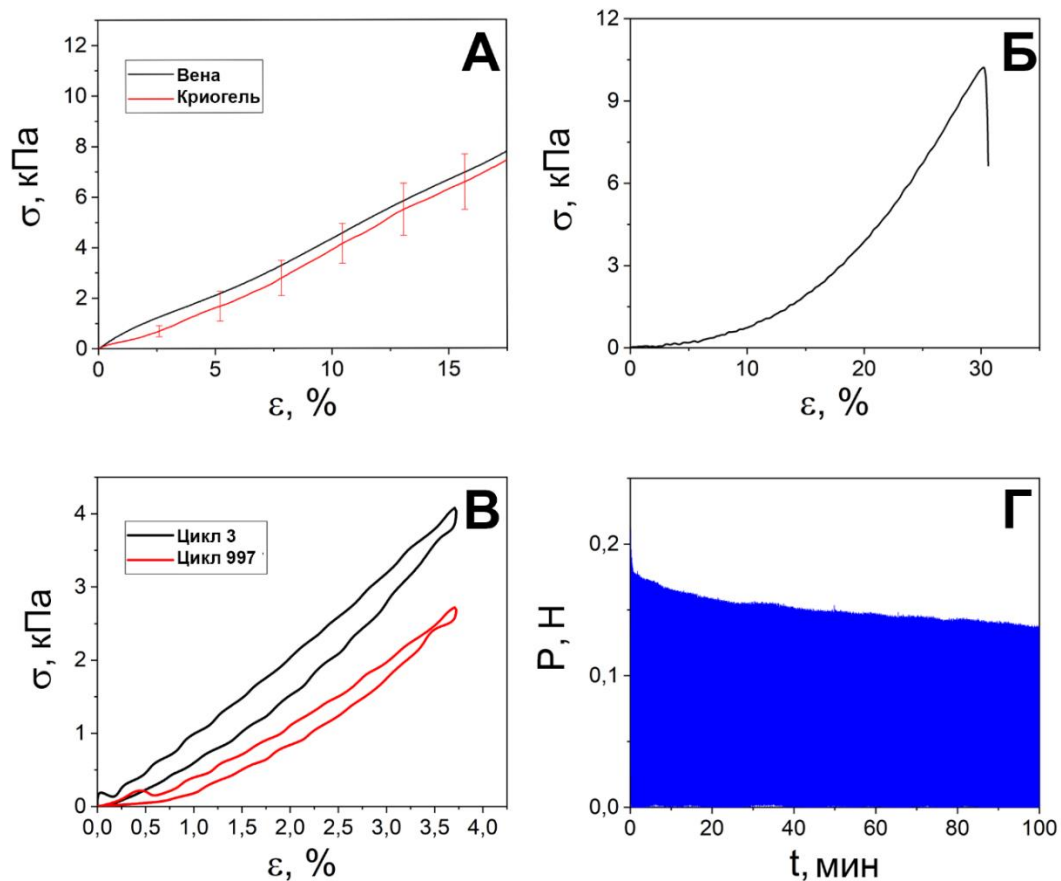 А
12
10
8
6
4
2
0
σ, кПа
Вена
Криогель
0
5
10
15
ε, %
Б
12
9
6
3
0
σ, кПа
0
10
20
30
ε, %
В
4
3
2
1
0
σ, кПа
Цикл 3
Цикл 997
0,0
0,5
1,0
1,5
2,0
2,5
3,0
3,5
4,0
ε, %
Г
0,2
0,1
0,0
P, Н
0
20
40
60
80
100
t, мин